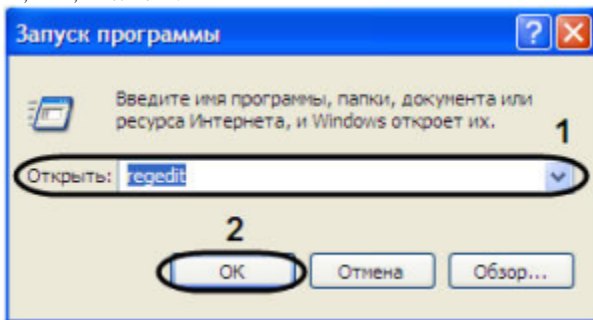 Запуск программы
Введите имя программы, папки, документа или
ресурса Интернета, и Windows откроет их.
1
Открыть: regedit
2
ОК Отмена Обзор...